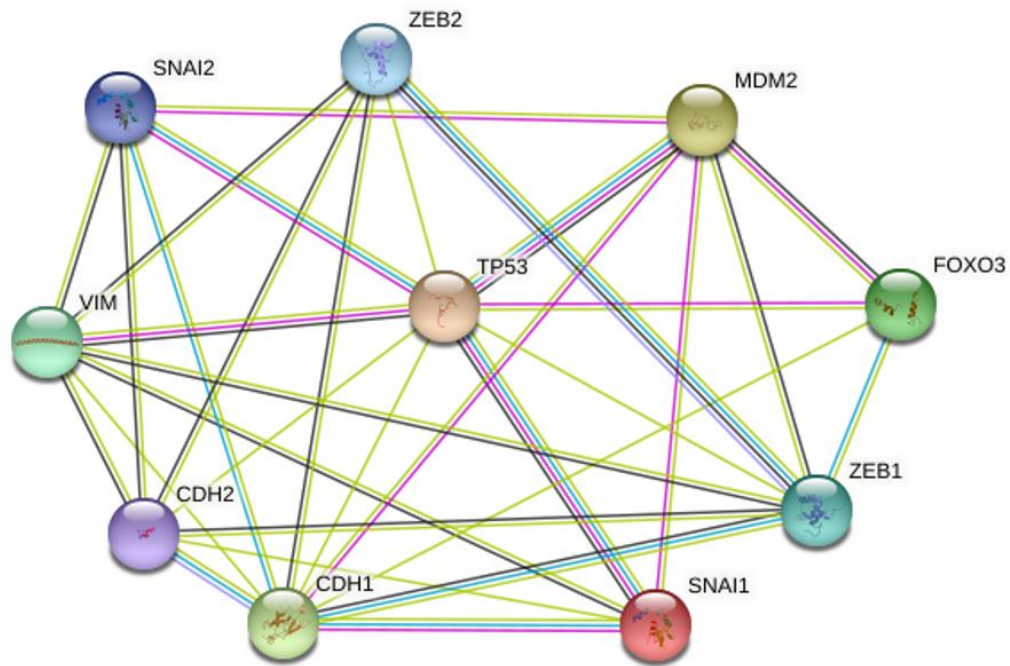 ZEB2
SNAI2
MDM2
TP53
FOXO3
VIM
ZEB1
CDH2
CDH1
SNAI1